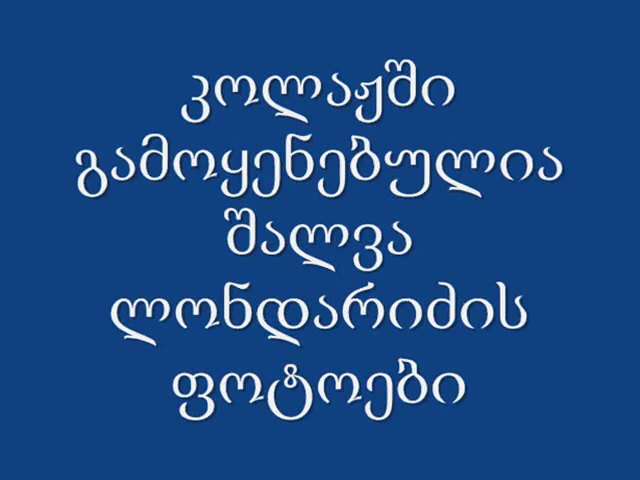 კოლაჟში
გამოყენებულია
შალვა
ლონდარიძის
ფოტოები